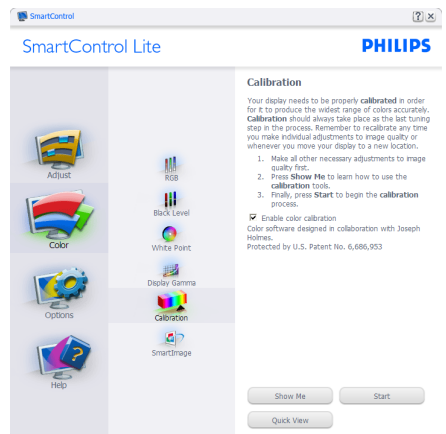 SmartControl
SmartControl Lite
PHILIPS
Adjust
Color
Options
Help
RGB
Black Level
White Point
Display Gamma
Calibration
SmartImage
Calibration
Your display needs to be properly calibrated in order
for it to produce the widest range of colors accurately.
Calibration should always take place as the last tuning
step in the process. Remember to recalibrate any time
you make individual adjustments to image quality or
whenever you move your display to a new location.
1. Make all other necessary adjustments to image
quality first.
2. Press Show Me to learn how to use the
calibration tools.
3. Finally, press Start to begin the calibration
process.
Enable color calibration
Color software designed in collaboration with Joseph
Holmes.
Protected by U.S. Patent No. 6,686,953
Show Me
Start
Quick View